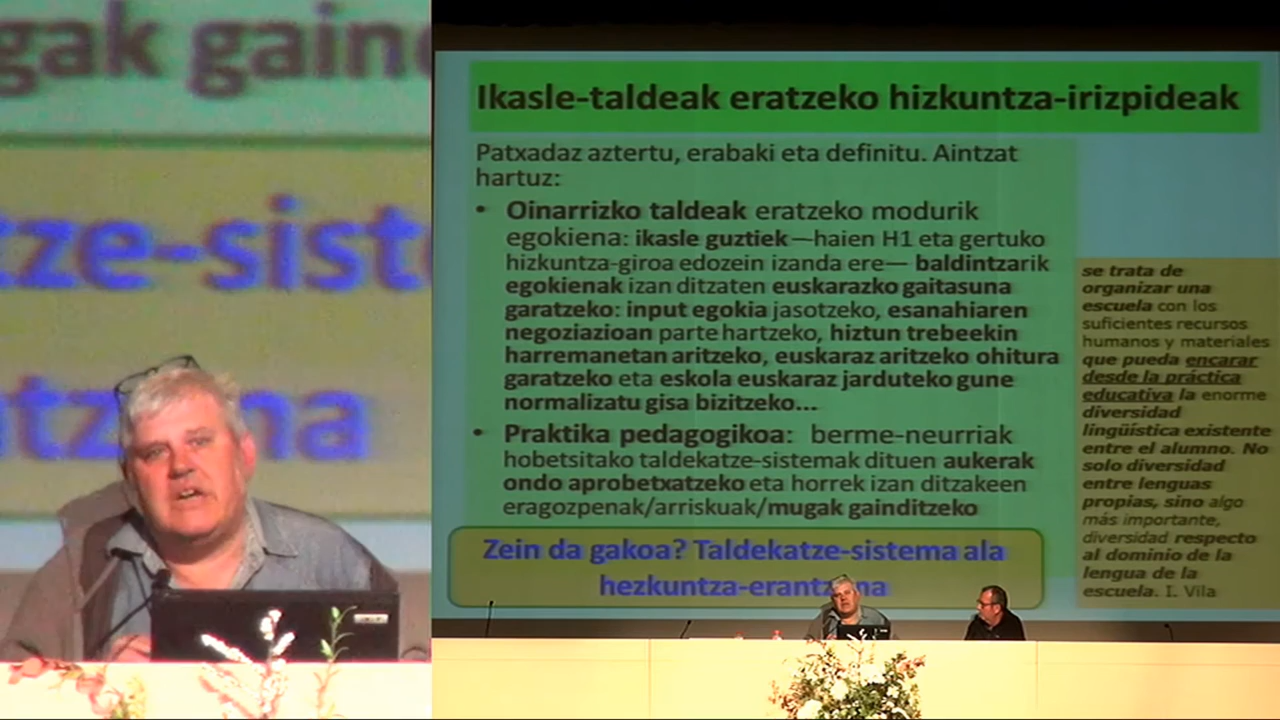 gak gain
tze-sist
Ikasle-taldeak eratzeko hizkuntza-irizpideak
Patxadaz aztertu, erabaki eta definitu. Aintzat
hartuz:
• Oinarrizko taldeak eratzeko modurik
egokiena: ikasle guztiek—haien H1 eta gertuko
hizkuntza-giroa edozein izanda ere— baldintzarik
egokienak izan ditzaten euskarazko gaitasuna
garatzeko: input egokia jasotzeko, esanahiaren
negoziazioan parte hartzeko, hiztun trebeekin
harremanetan aritzeko, euskaraz aritzeko ohitura
garatzeko eta eskola euskaraz jarduteko gune
normalizatu gisa bizitzeko...
• Praktika pedagogikoa: berme-neurriak
hobetsitako taldekatze-sistemak dituen aukerak
ondo aprobetxatzeko eta horrek izan ditzakeen
eragozpenak/arriskuak/mugak gainditzeko
Zein da gakoa? Taldekatze-sistema ala
se trata de
organizar una
escuela con los
suficientes recursos
humanos y materiales
que pueda encarar
desde la práctica
educativa la enorme
diversidad
lingüística existente
entre el alumno. No
solo diversidad
entre lenguas
propias, sino algo
más importante,
diversidad respecto
al dominio de la
lengua de la
escuela. I. Vila